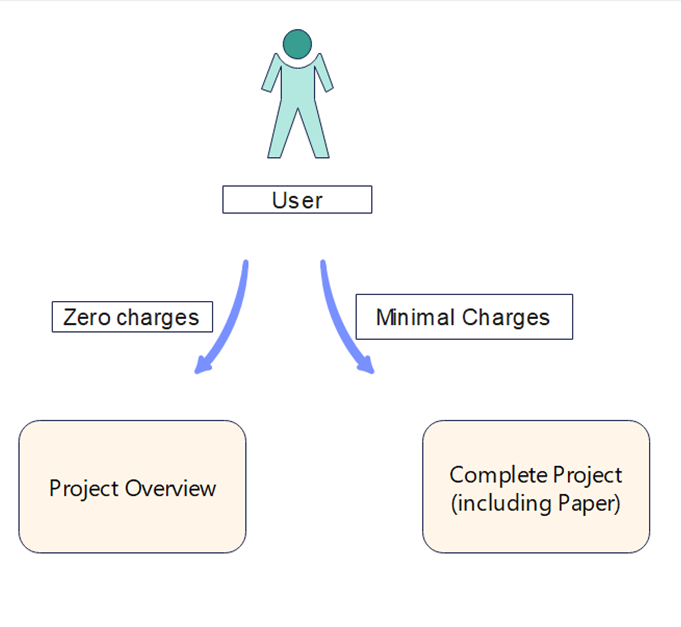 User
Zero charges
Minimal Charges
Project Overview
Complete Project
(including Paper)